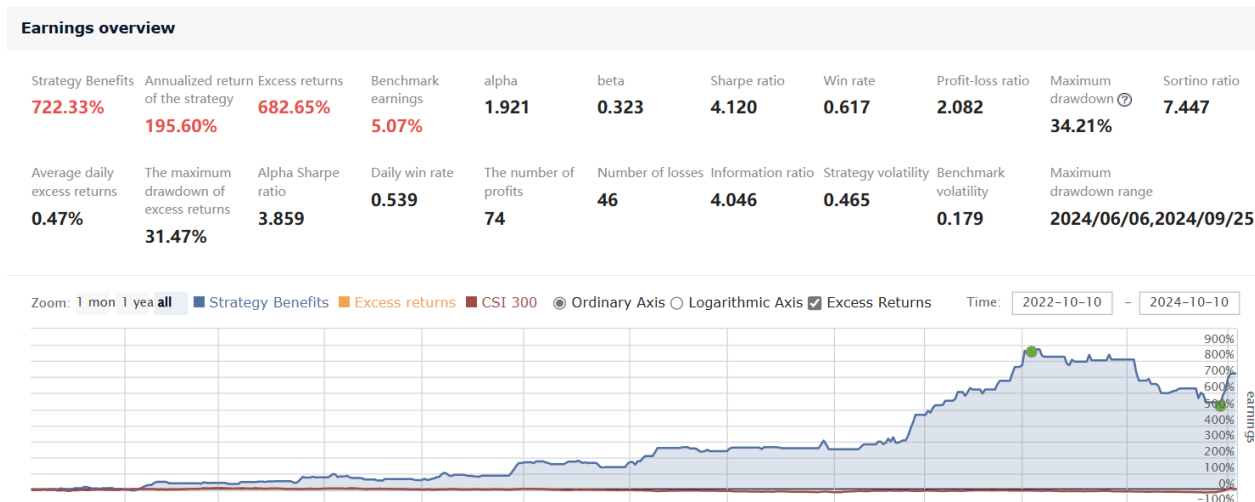 Earnings overview
Strategy Benefits
722.33%
Annualized return
of the strategy
195.60%
Excess returns
682.65%
Benchmark
earnings
5.07%
alpha
1.921
beta
0.323
Sharpe ratio
4.120
Win rate
0.617
Profit-loss ratio
2.082
Maximum
drawdown ?
34.21%
Sortino ratio
7.447
Average daily
excess returns
0.47%
The maximum
drawdown of
excess returns
31.47%
Alpha Sharpe
ratio
3.859
Daily win rate
0.539
The number of
profits
74
Number of losses
46
Information ratio
4.046
Strategy volatility
0.465
Benchmark
volatility
0.179
Maximum
drawdown range
2024/06/06,2024/09/25
Zoom: 1 mon 1 yea all Strategy Benefits Excess returns CSI 300 Ordinary Axis Logarithmic Axis Excess Returns Time: 2022-10-10 – 2024-10-10
900%
800%
700%
600%
500%
400%
300%
200%
100%
0%
-100%
earnings